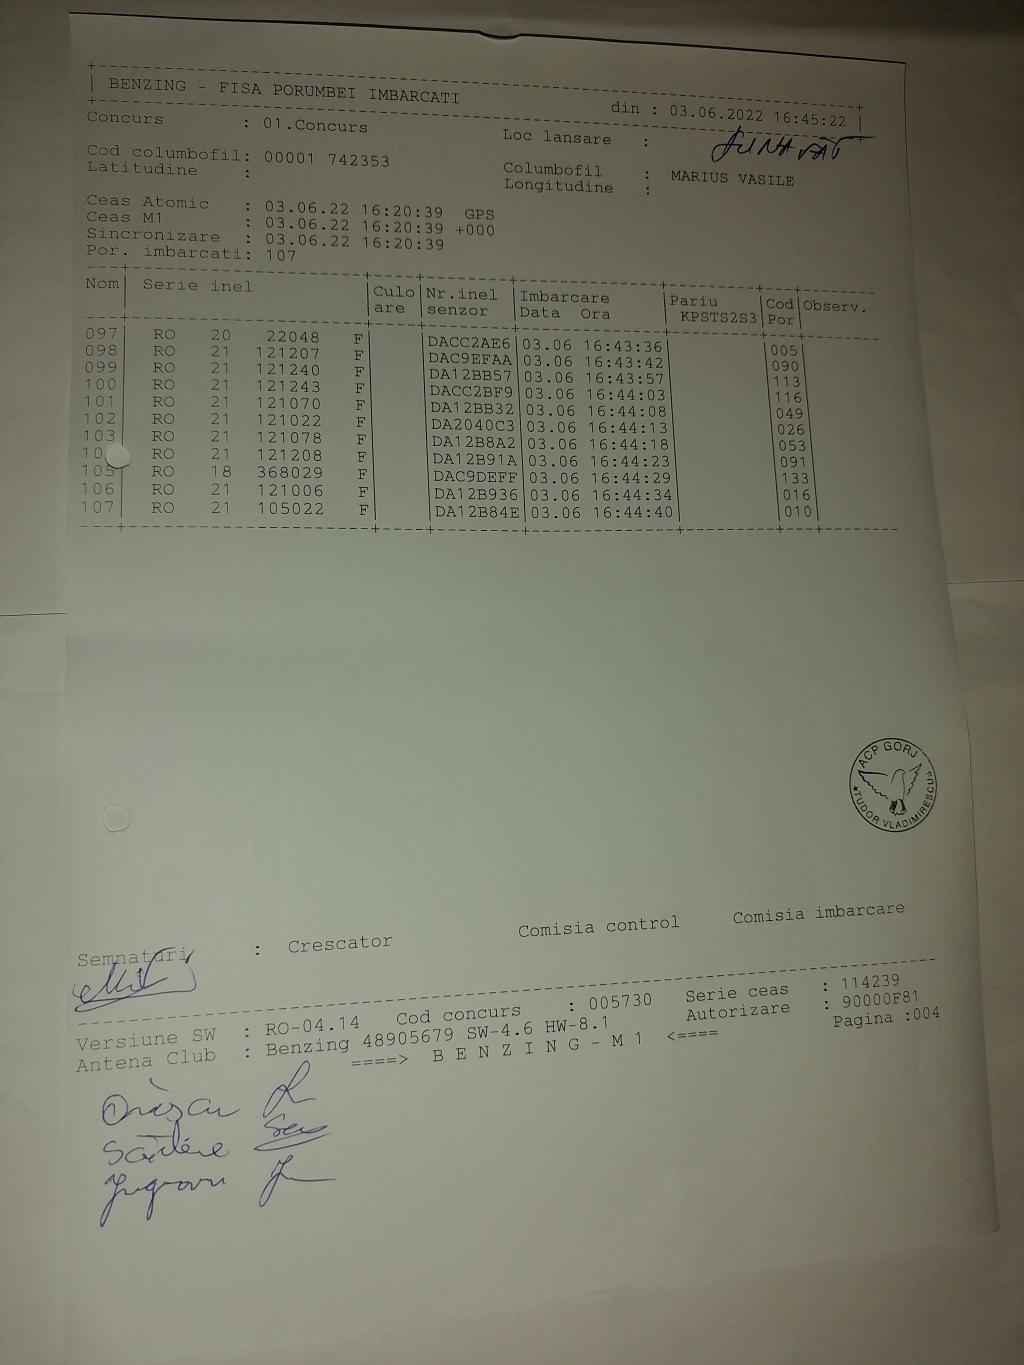 BENZING - FISA PORUMBEI IMBARCATI din : 03.06.2022 16:45:22
Concurs : 01.Concurs Loc lansare :
Cod columbofil: 00001 742353 Columbofil : MARIUS VASILE
Latitudine : Longitudine :
Ceas Atomic : 03.06.22 16:20:39 GPS
Ceas M1 : 03.06.22 16:20:39 +000
Sincronizare : 03.06.22 16:20:39
Por. imbarcati: 107
Nom Serie inel Culo Nr.inel Imbarcare Pariu Cod Observ.
are senzor Data Ora KPSTS2S3 Por
097 RO 20 22048 F DACC2AE6 03.06 16:43:36 005
098 RO 21 121207 F DAC9EFAA 03.06 16:43:42 090
099 RO 21 121240 F DA12BB57 03.06 16:43:57 113
100 RO 21 121243 F DACC2BF9 03.06 16:44:03 116
101 RO 21 121070 F DA12BB32 03.06 16:44:08 049
102 RO 21 121022 F DA2040C3 03.06 16:44:13 026
103 RO 21 121078 F DA12B8A2 03.06 16:44:18 053
10 RO 21 121208 F DA12B91A 03.06 16:44:23 091
105 RO 18 368029 F DAC9DEFF 03.06 16:44:29 133
106 RO 21 121006 F DA12B936 03.06 16:44:34 016
107 RO 21 105022 F DA12B84E 03.06 16:44:40 010
ACP GORJ
*TUDOR VLADIMIRESCU*
Semnaturi : Crescator Comisia control Comisia imbarcare
Versiune SW : RO-04.14 Cod concurs : 005730 Serie ceas : 114239
Antena Club : Benzing 48905679 SW-4.6 HW-8.1 Autorizare : 90000F81
====> B E N Z I N G - M 1 <==== Pagina :004